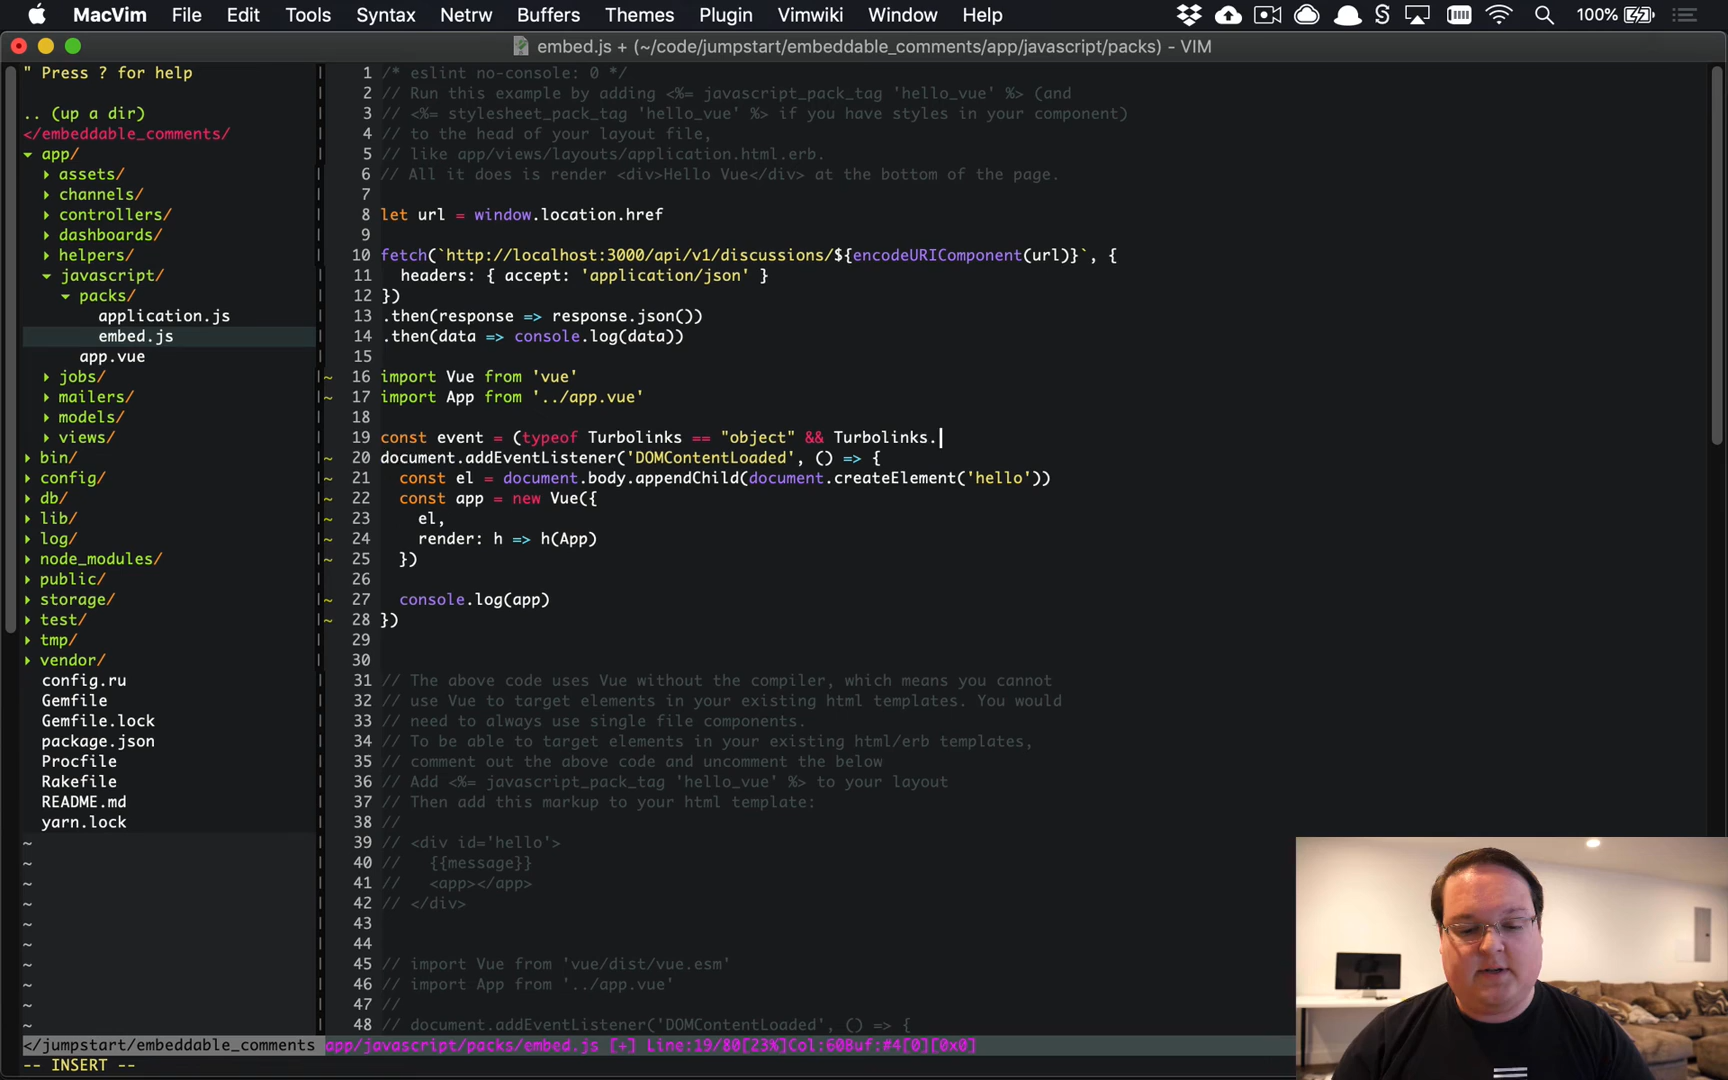 MacVim File Edit Tools Syntax Netrw Buffers Themes Plugin Vimwiki Window Help 100%
embed.js + (~/code/jumpstart/embeddable_comments/app/javascript/packs) - VIM
" Press ? for help
.. (up a dir)
</embeddable_comments/
app/
assets/
channels/
controllers/
dashboards/
helpers/
javascript/
packs/
application.js
embed.js
app.vue
jobs/
mailers/
models/
views/
bin/
config/
db/
lib/
log/
node_modules/
public/
storage/
test/
tmp/
vendor/
config.ru
Gemfile
Gemfile.lock
package.json
Procfile
Rakefile
README.md
yarn.lock
~
~
~
~
~
~
~
~
~
~
1 /* eslint no-console: 0 */
2 // Run this example by adding <%= javascript_pack_tag 'hello_vue' %> (and
3 // <%= stylesheet_pack_tag 'hello_vue' %> if you have styles in your component)
4 // to the head of your layout file,
5 // like app/views/layouts/application.html.erb.
6 // All it does is render <div>Hello Vue</div> at the bottom of the page.
7
8 let url = window.location.href
9
10 fetch(`http://localhost:3000/api/v1/discussions/${encodeURIComponent(url)}`, {
11 headers: { accept: 'application/json' }
12 })
13 .then(response => response.json())
14 .then(data => console.log(data))
15
~ 16 import Vue from 'vue'
~ 17 import App from '../app.vue'
18
19 const event = (typeof Turbolinks == "object" && Turbolinks.
~ 20 document.addEventListener('DOMContentLoaded', () => {
~ 21 const el = document.body.appendChild(document.createElement('hello'))
~ 22 const app = new Vue({
~ 23 el,
~ 24 render: h => h(App)
~ 25 })
26
~ 27 console.log(app)
~ 28 })
29
30
31 // The above code uses Vue without the compiler, which means you cannot
32 // use Vue to target elements in your existing html templates. You would
33 // need to always use single file components.
34 // To be able to target elements in your existing html/erb templates,
35 // comment out the above code and uncomment the below
36 // Add <%= javascript_pack_tag 'hello_vue' %> to your layout
37 // Then add this markup to your html template:
38 //
39 // <div id='hello'>
40 // {{message}}
41 // <app></app>
42 // </div>
43
44
45 // import Vue from 'vue/dist/vue.esm'
46 // import App from '../app.vue'
47 //
48 // document.addEventListener('DOMContentLoaded', () => {
</jumpstart/embeddable_comments app/javascript/packs/embed.js [+] Line:19/80[23%]Col:60Buf:#4[0][0x0]
-- INSERT --